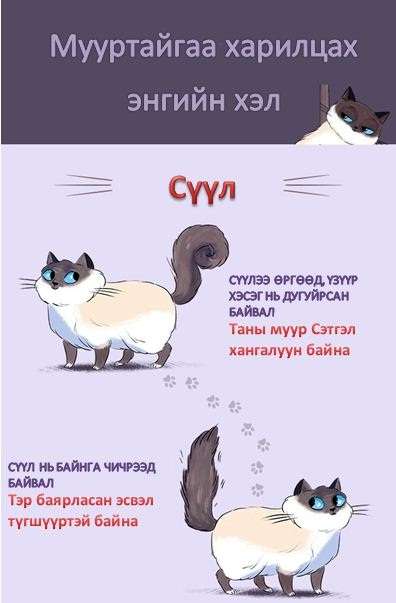 Мууртайгаа харилцах
энгийн хэл
Сүүл
СҮҮЛЭЭ ӨРГӨӨД, ҮЗҮҮР
ХЭСЭГ НЬ ДУГУЙРСАН
БАЙВАЛ
Таны муур Сэтгэл
хангалуун байна
СҮҮЛ НЬ БАЙНГА ЧИЧРЭЭД
БАЙВАЛ
Тэр баярласан эсвэл
түгшүүртэй байна